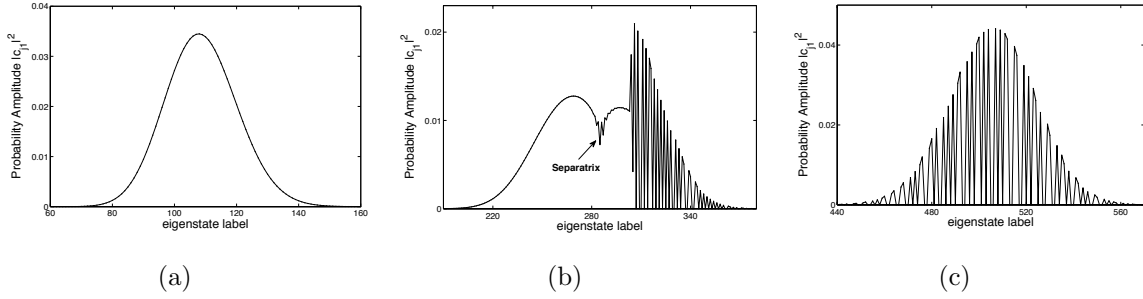 0.04
0.03
0.02
0.01
0
60
80
100
120
140
160
Probability Amplitude |c_j1|^2
eigenstate label
(a)
0.02
0.01
0
220
280
340
Probability Amplitude |c_j1|^2
Separatrix
eigenstate label
(b)
0.04
0.02
0
440
480
520
560
Probability Amplitude |c_j1|^2
eigenstate label
(c)